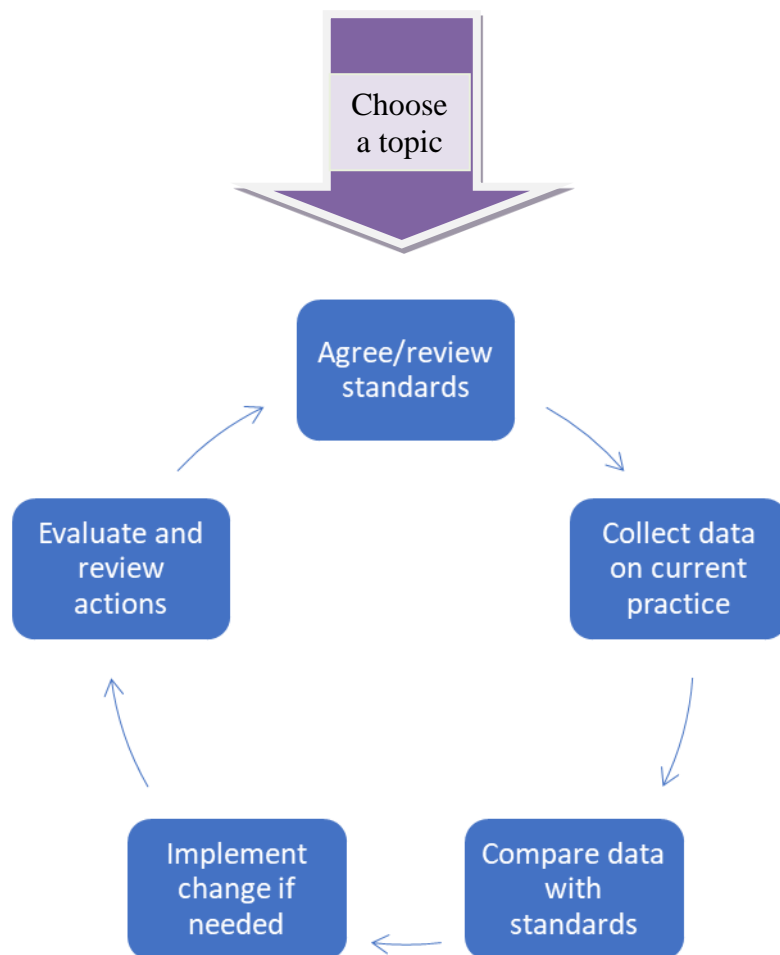 Choose
a topic
Agree/review
standards
Collect data
on current
practice
Compare data
with
standards
Implement
change if
needed
Evaluate and
review
actions